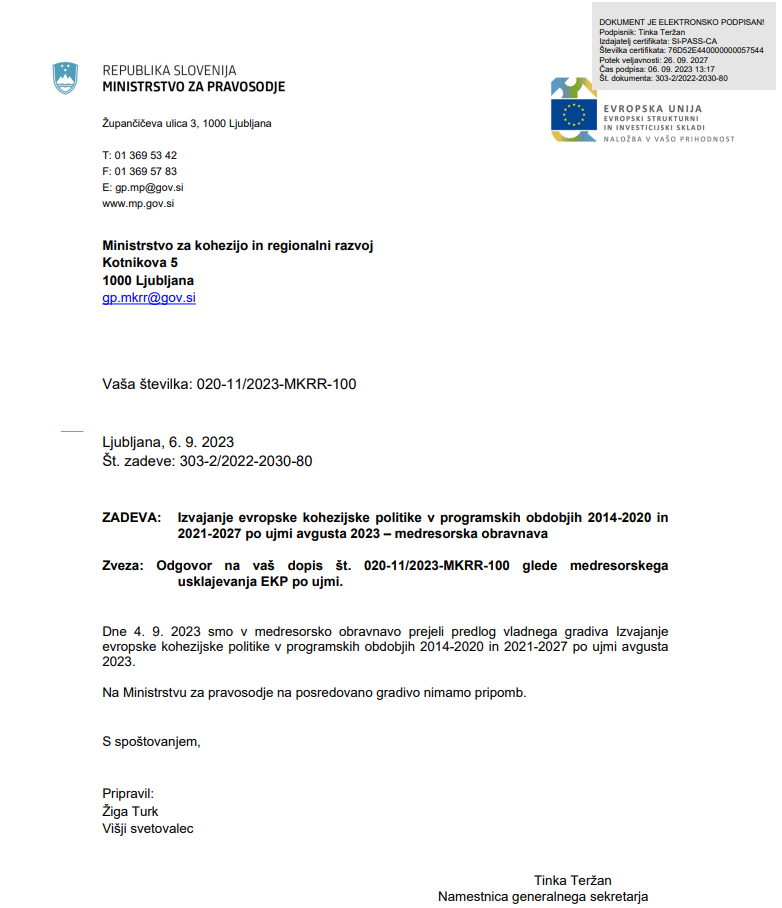 DOKUMENT JE ELEKTRONSKO PODPISAN!
Podpisnik: Tinka Teržan
Izdajatelj certifikata: SI-PASS-CA
Številka certifikata: 76D52E440000000057544
Potek veljavnosti: 26. 09. 2027
Čas podpisa: 06. 09. 2023 13:17
Št. dokumenta: 303-2/2022-2030-80
REPUBLIKA SLOVENIJA
MINISTRSTVO ZA PRAVOSODJE
EVROPSKA UNIJA
EVROPSKI STRUKTURNI
IN INVESTICIJSKI SKLADI
NALOŽBA V VAŠO PRIHODNOST
Župančičeva ulica 3, 1000 Ljubljana
T: 01 369 53 42
F: 01 369 57 83
E: gp.mp@gov.si
www.mp.gov.si
Ministrstvo za kohezijo in regionalni razvoj
Kotnikova 5
1000 Ljubljana
gp.mkrr@gov.si
Vaša številka: 020-11/2023-MKRR-100
Ljubljana, 6. 9. 2023
Št. zadeve: 303-2/2022-2030-80
ZADEVA: Izvajanje evropske kohezijske politike v programskih obdobjih 2014-2020 in
2021-2027 po ujmi avgusta 2023 – medresorska obravnava
Zveza: Odgovor na vaš dopis št. 020-11/2023-MKRR-100 glede medresorskega
usklajevanja EKP po ujmi.
Dne 4. 9. 2023 smo v medresorsko obravnavo prejeli predlog vladnega gradiva Izvajanje
evropske kohezijske politike v programskih obdobjih 2014-2020 in 2021-2027 po ujmi avgusta
2023.
Na Ministrstvu za pravosodje na posredovano gradivo nimamo pripomb.
S spoštovanjem,
Pripravil:
Žiga Turk
Višji svetovalec
Tinka Teržan
Namestnica generalnega sekretarja